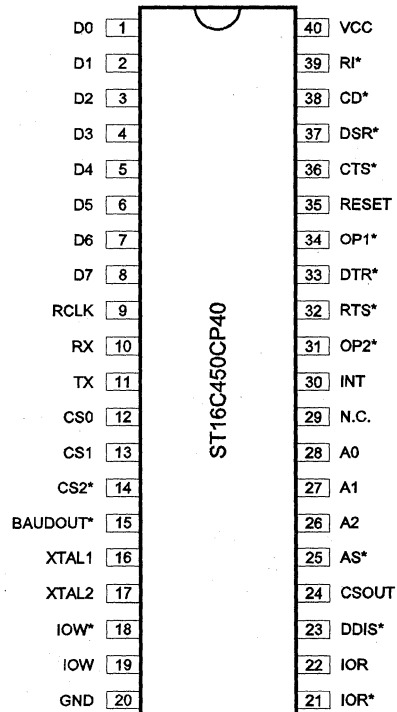 D0 1 40 VCC
D1 2 39 RI*
D2 3 38 CD*
D3 4 37 DSR*
D4 5 36 CTS*
D5 6 35 RESET
D6 7 34 OP1*
D7 8 33 DTR*
RCLK 9 32 RTS*
RX 10 31 OP2*
TX 11 30 INT
CS0 12 29 N.C.
CS1 13 28 A0
CS2* 14 27 A1
BAUDOUT* 15 26 A2
XTAL1 16 25 AS*
XTAL2 17 24 CSOUT
IOW* 18 23 DDIS*
IOW 19 22 IOR
GND 20 21 IOR*
ST16C450CP40